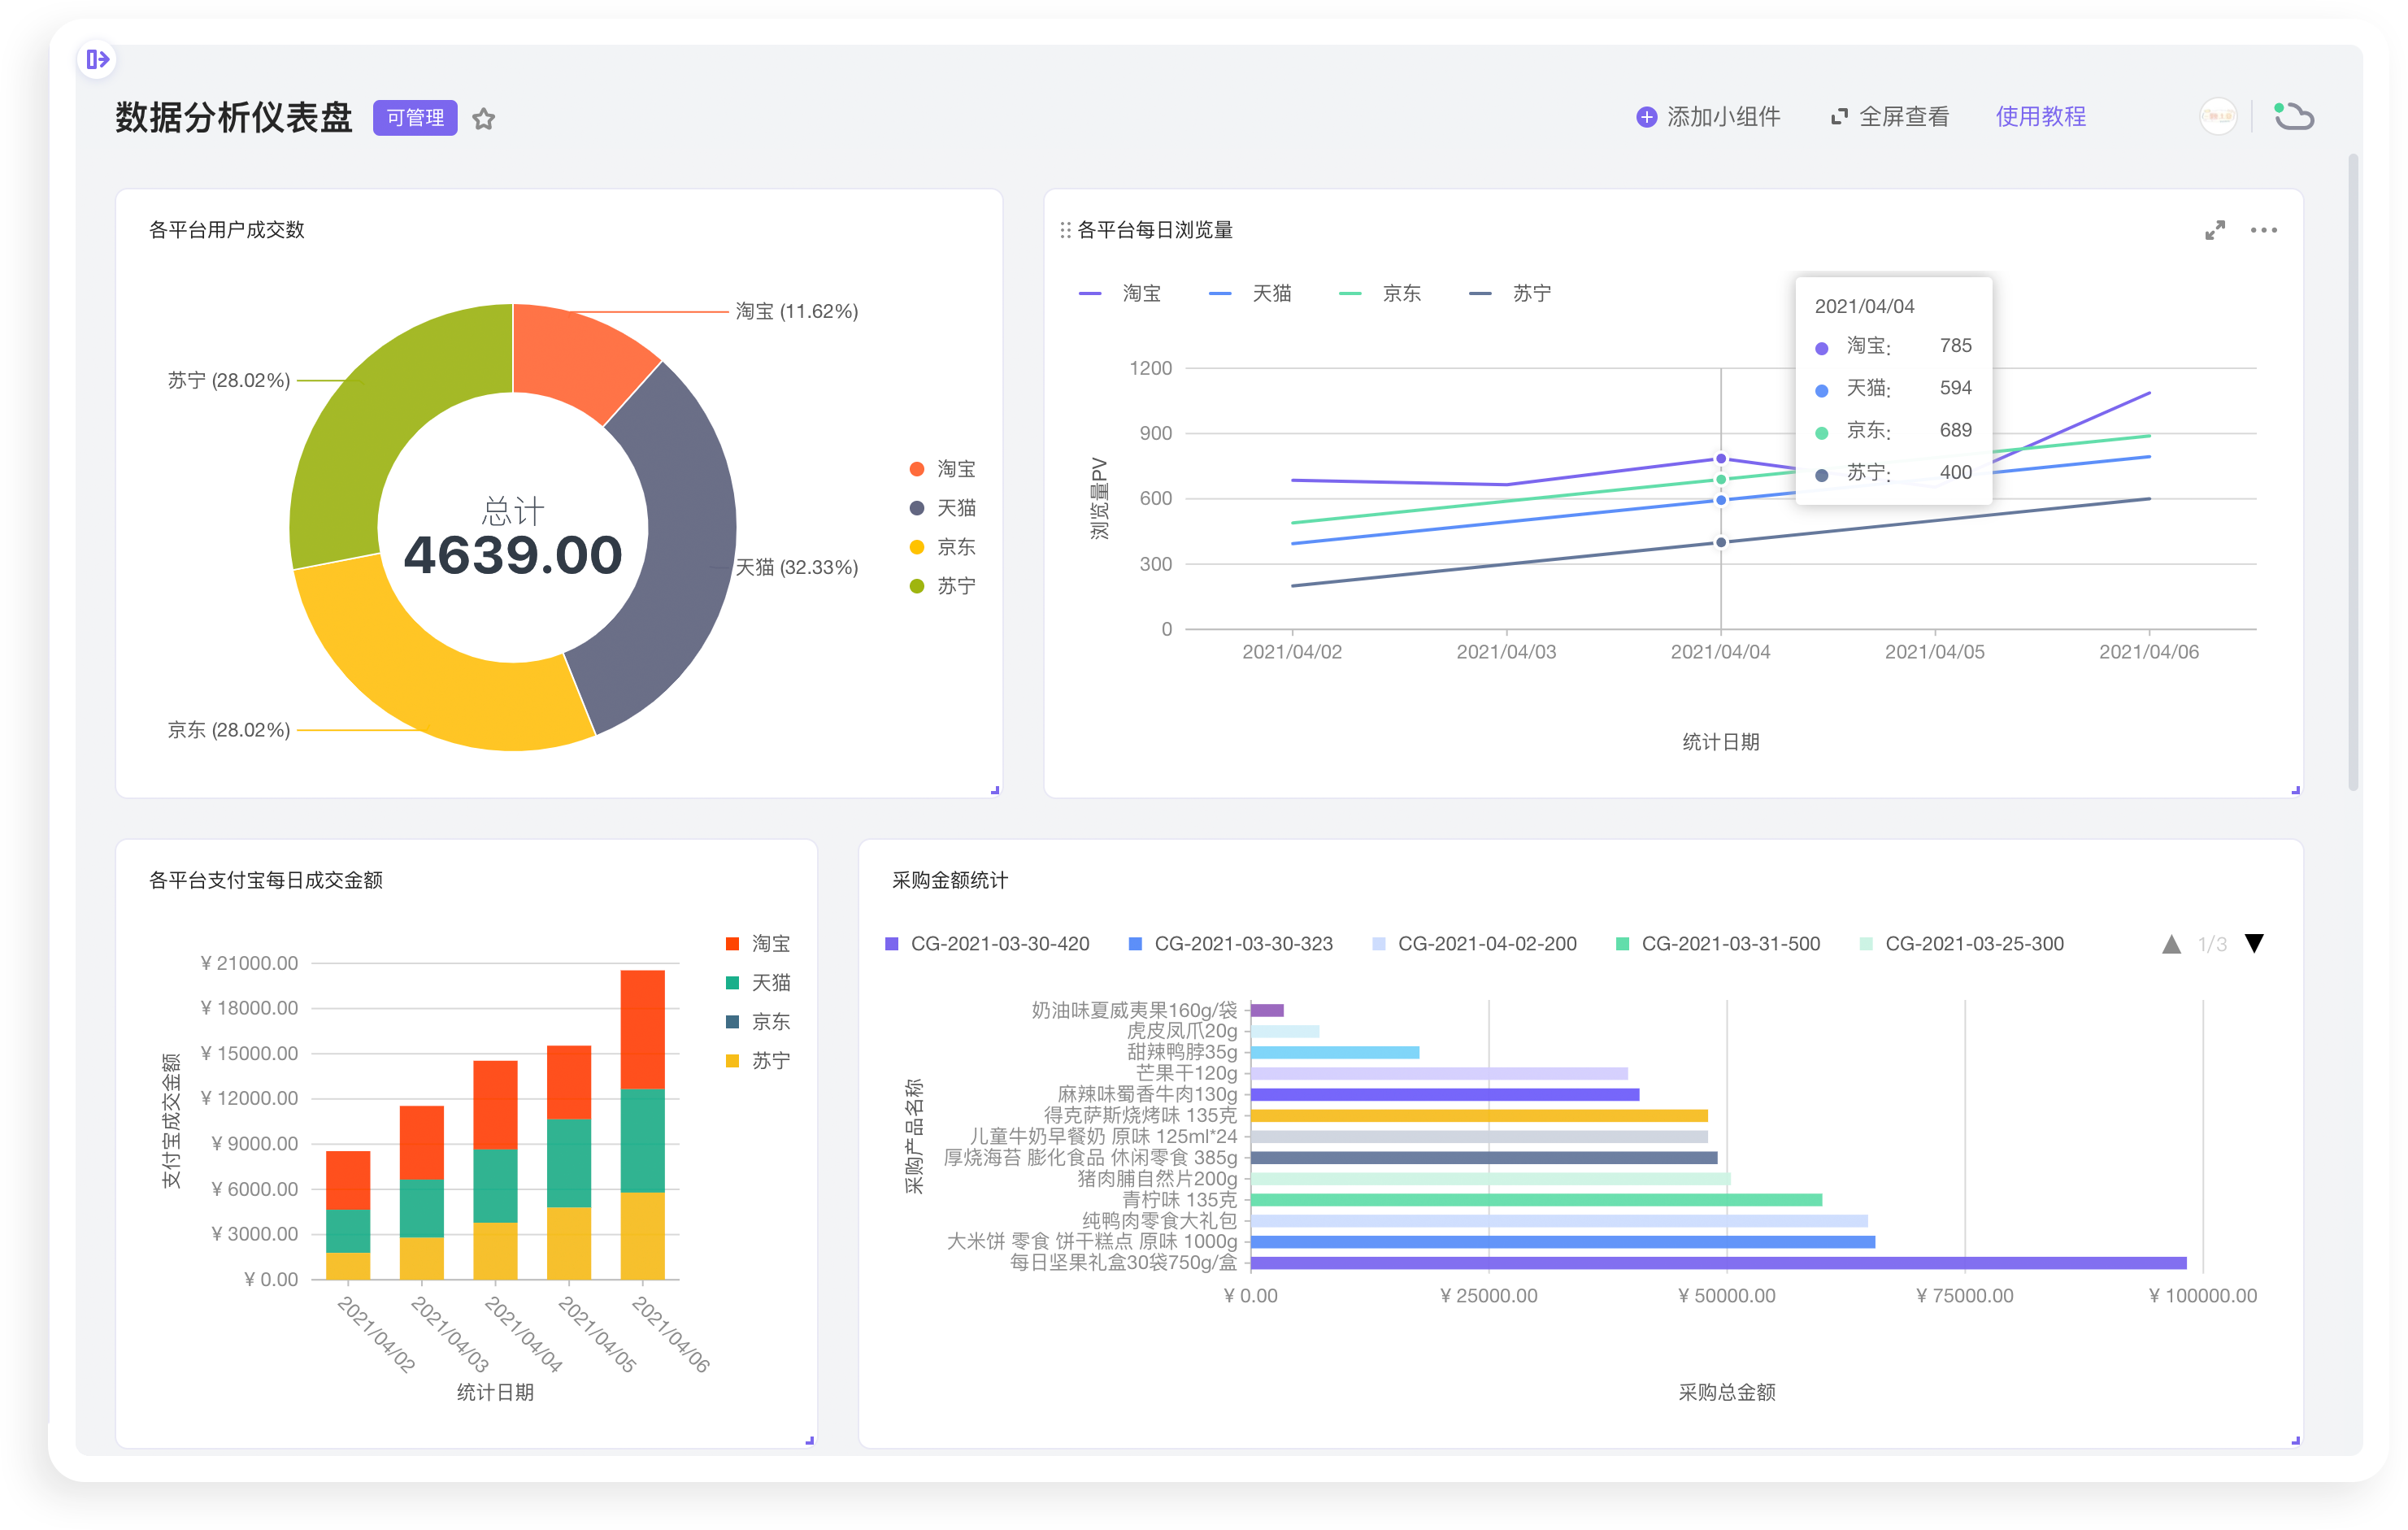 数据分析仪表盘 可管理 添加小组件 全屏查看 使用教程
各平台用户成交数
淘宝 (11.62%)
苏宁 (28.02%)
总计
4639.00
天猫 (32.33%)
京东 (28.02%)
淘宝
天猫
京东
苏宁
各平台每日浏览量
淘宝 天猫 京东 苏宁
2021/04/04
淘宝: 785
天猫: 594
京东: 689
苏宁: 400
浏览量PV
1200
900
600
300
0
2021/04/02 2021/04/03 2021/04/04 2021/04/05 2021/04/06
统计日期
各平台支付宝每日成交金额
淘宝
天猫
京东
苏宁
支付宝成交金额
¥ 21000.00
¥ 18000.00
¥ 15000.00
¥ 12000.00
¥ 9000.00
¥ 6000.00
¥ 3000.00
¥ 0.00
2021/04/02 2021/04/03 2021/04/04 2021/04/05 2021/04/06
统计日期
采购金额统计
CG-2021-03-30-420 CG-2021-03-30-323 CG-2021-04-02-200 CG-2021-03-31-500 CG-2021-03-25-300 1/3
采购产品名称
奶油味夏威夷果160g/袋
虎皮凤爪20g
甜辣鸭脖35g
芒果干120g
麻辣味蜀香牛肉130g
得克萨斯烧烤味 135克
儿童牛奶早餐奶 原味 125ml*24
厚烧海苔 膨化食品 休闲零食 385g
猪肉脯自然片200g
青柠味 135克
纯鸭肉零食大礼包
大米饼 零食 饼干糕点 原味 1000g
每日坚果礼盒30袋750g/盒
¥ 0.00 ¥ 25000.00 ¥ 50000.00 ¥ 75000.00 ¥ 100000.00
采购总金额